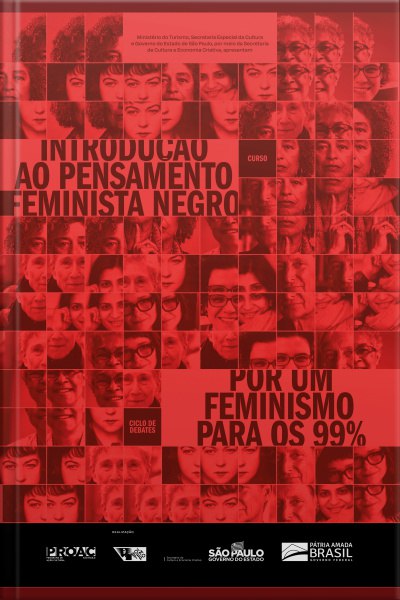 Ministério do Turismo, Secretaria Especial da Cultura
e Governo do Estado de São Paulo, por meio da Secretaria
de Cultura e Economia Criativa, apresentam
INTRODUÇÃO
AO PENSAMENTO
FEMINISTA NEGRO
CURSO
POR UM
FEMINISMO
PARA OS 99%
CICLO DE
DEBATES
REALIZAÇÃO
PROAC
SÃO PAULO
GOVERNO DO ESTADO
PÁTRIA AMADA
BRASIL
GOVERNO FEDERAL